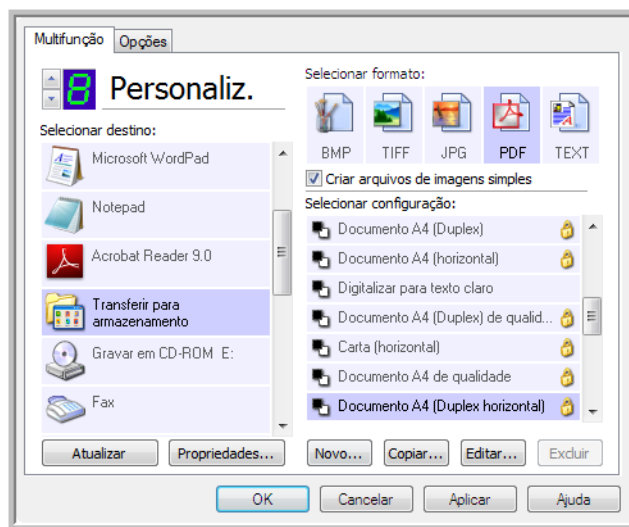 Multifunção
Opções
8
Personaliz.
Selecionar destino:
Microsoft WordPad
Notepad
Acrobat Reader 9.0
Transferir para
armazenamento
Gravar em CD-ROM E:
Fax
Atualizar
Propriedades...
Selecionar formato:
BMP
TIFF
JPG
PDF
TEXT
Criar arquivos de imagens simples
Selecionar configuração:
Documento A4 (Duplex)
Documento A4 (horizontal)
Digitalizar para texto claro
Documento A4 (Duplex) de qualid...
Carta (horizontal)
Documento A4 de qualidade
Documento A4 (Duplex horizontal)
Novo...
Copiar...
Editar...
Excluir
OK
Cancelar
Aplicar
Ajuda